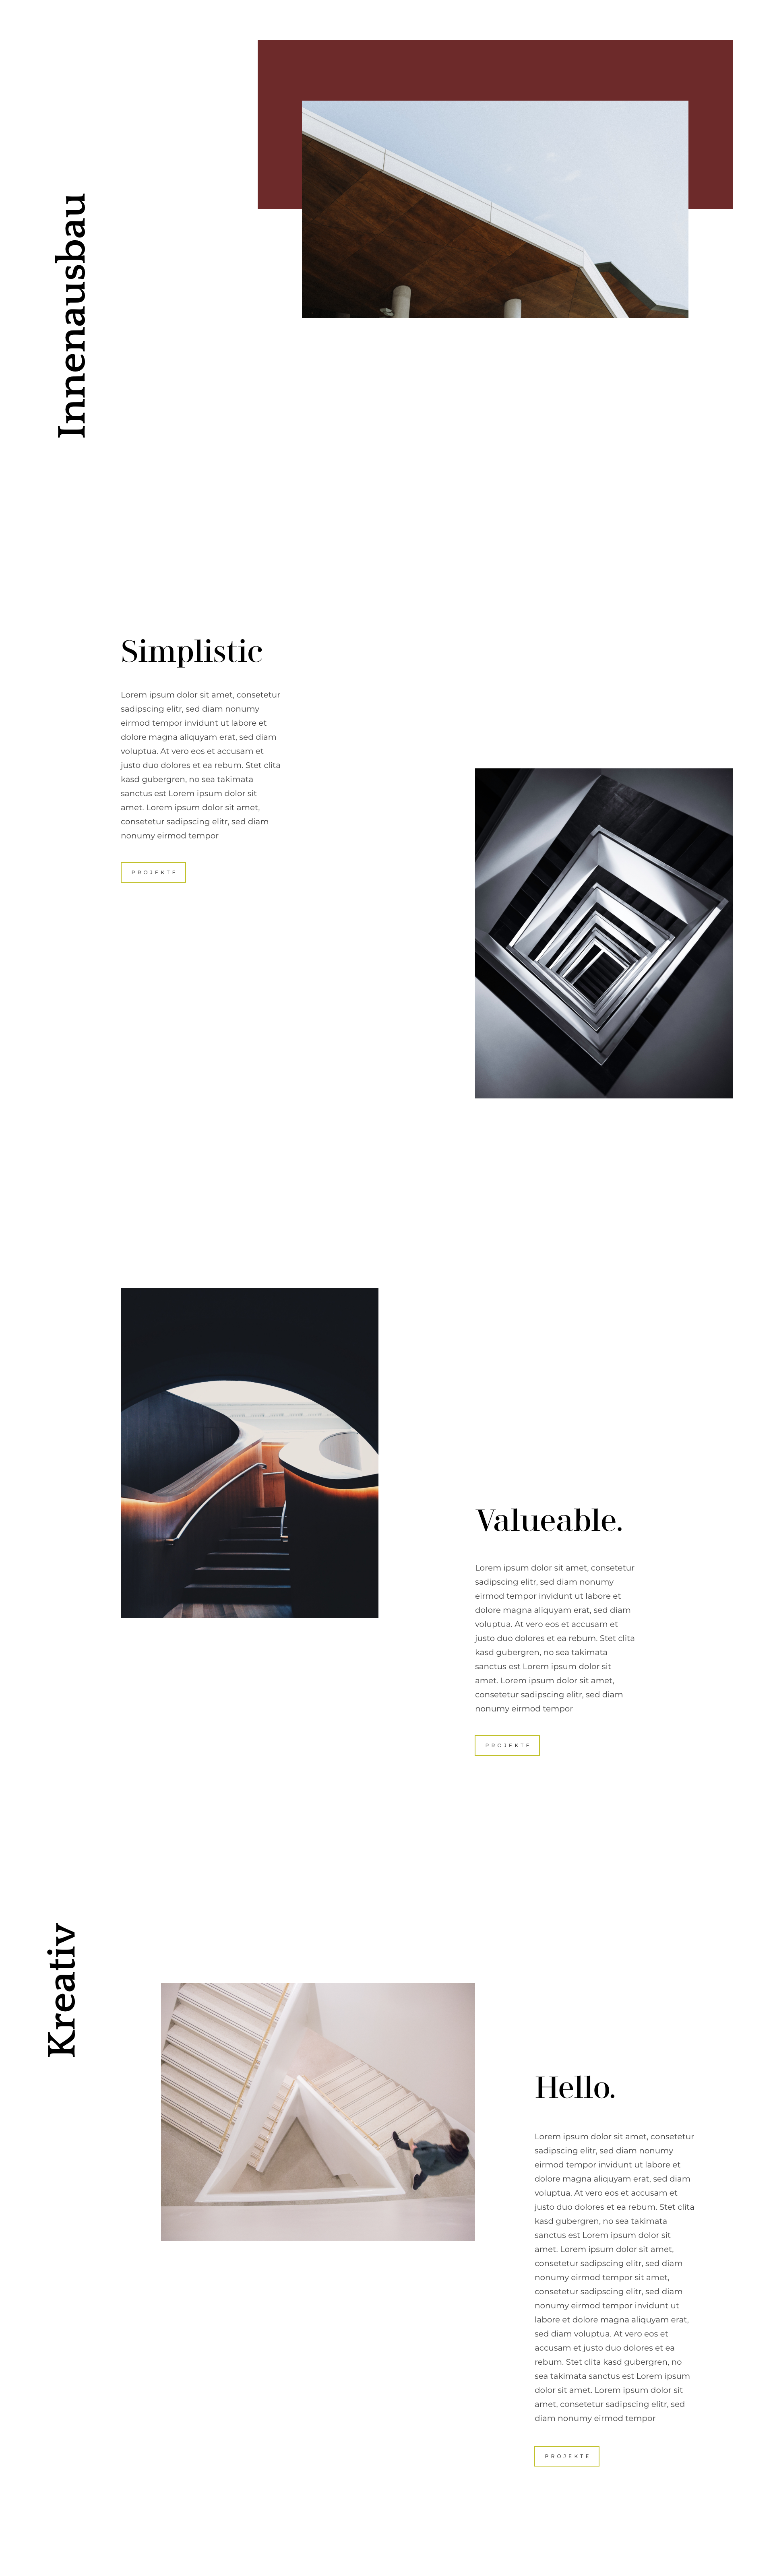 Innenausbau
Simplistic
Lorem ipsum dolor sit amet, consetetur
sadipscing elitr, sed diam nonumy
eirmod tempor invidunt ut labore et
dolore magna aliquyam erat, sed diam
voluptua. At vero eos et accusam et
justo duo dolores et ea rebum. Stet clita
kasd gubergren, no sea takimata
sanctus est Lorem ipsum dolor sit
amet. Lorem ipsum dolor sit amet,
consetetur sadipscing elitr, sed diam
nonumy eirmod tempor
PROJEKTE
Valueable.
Lorem ipsum dolor sit amet, consetetur
sadipscing elitr, sed diam nonumy
eirmod tempor invidunt ut labore et
dolore magna aliquyam erat, sed diam
voluptua. At vero eos et accusam et
justo duo dolores et ea rebum. Stet clita
kasd gubergren, no sea takimata
sanctus est Lorem ipsum dolor sit
amet. Lorem ipsum dolor sit amet,
consetetur sadipscing elitr, sed diam
nonumy eirmod tempor
PROJEKTE
Kreativ
Hello.
Lorem ipsum dolor sit amet, consetetur
sadipscing elitr, sed diam nonumy
eirmod tempor invidunt ut labore et
dolore magna aliquyam erat, sed diam
voluptua. At vero eos et accusam et
justo duo dolores et ea rebum. Stet clita
kasd gubergren, no sea takimata
sanctus est Lorem ipsum dolor sit
amet. Lorem ipsum dolor sit amet,
consetetur sadipscing elitr, sed diam
nonumy eirmod tempor sit amet,
consetetur sadipscing elitr, sed diam
nonumy eirmod tempor invidunt ut
labore et dolore magna aliquyam erat,
sed diam voluptua. At vero eos et
accusam et justo duo dolores et ea
rebum. Stet clita kasd gubergren, no
sea takimata sanctus est Lorem ipsum
dolor sit amet. Lorem ipsum dolor sit
amet, consetetur sadipscing elitr, sed
diam nonumy eirmod tempor
PROJEKTE